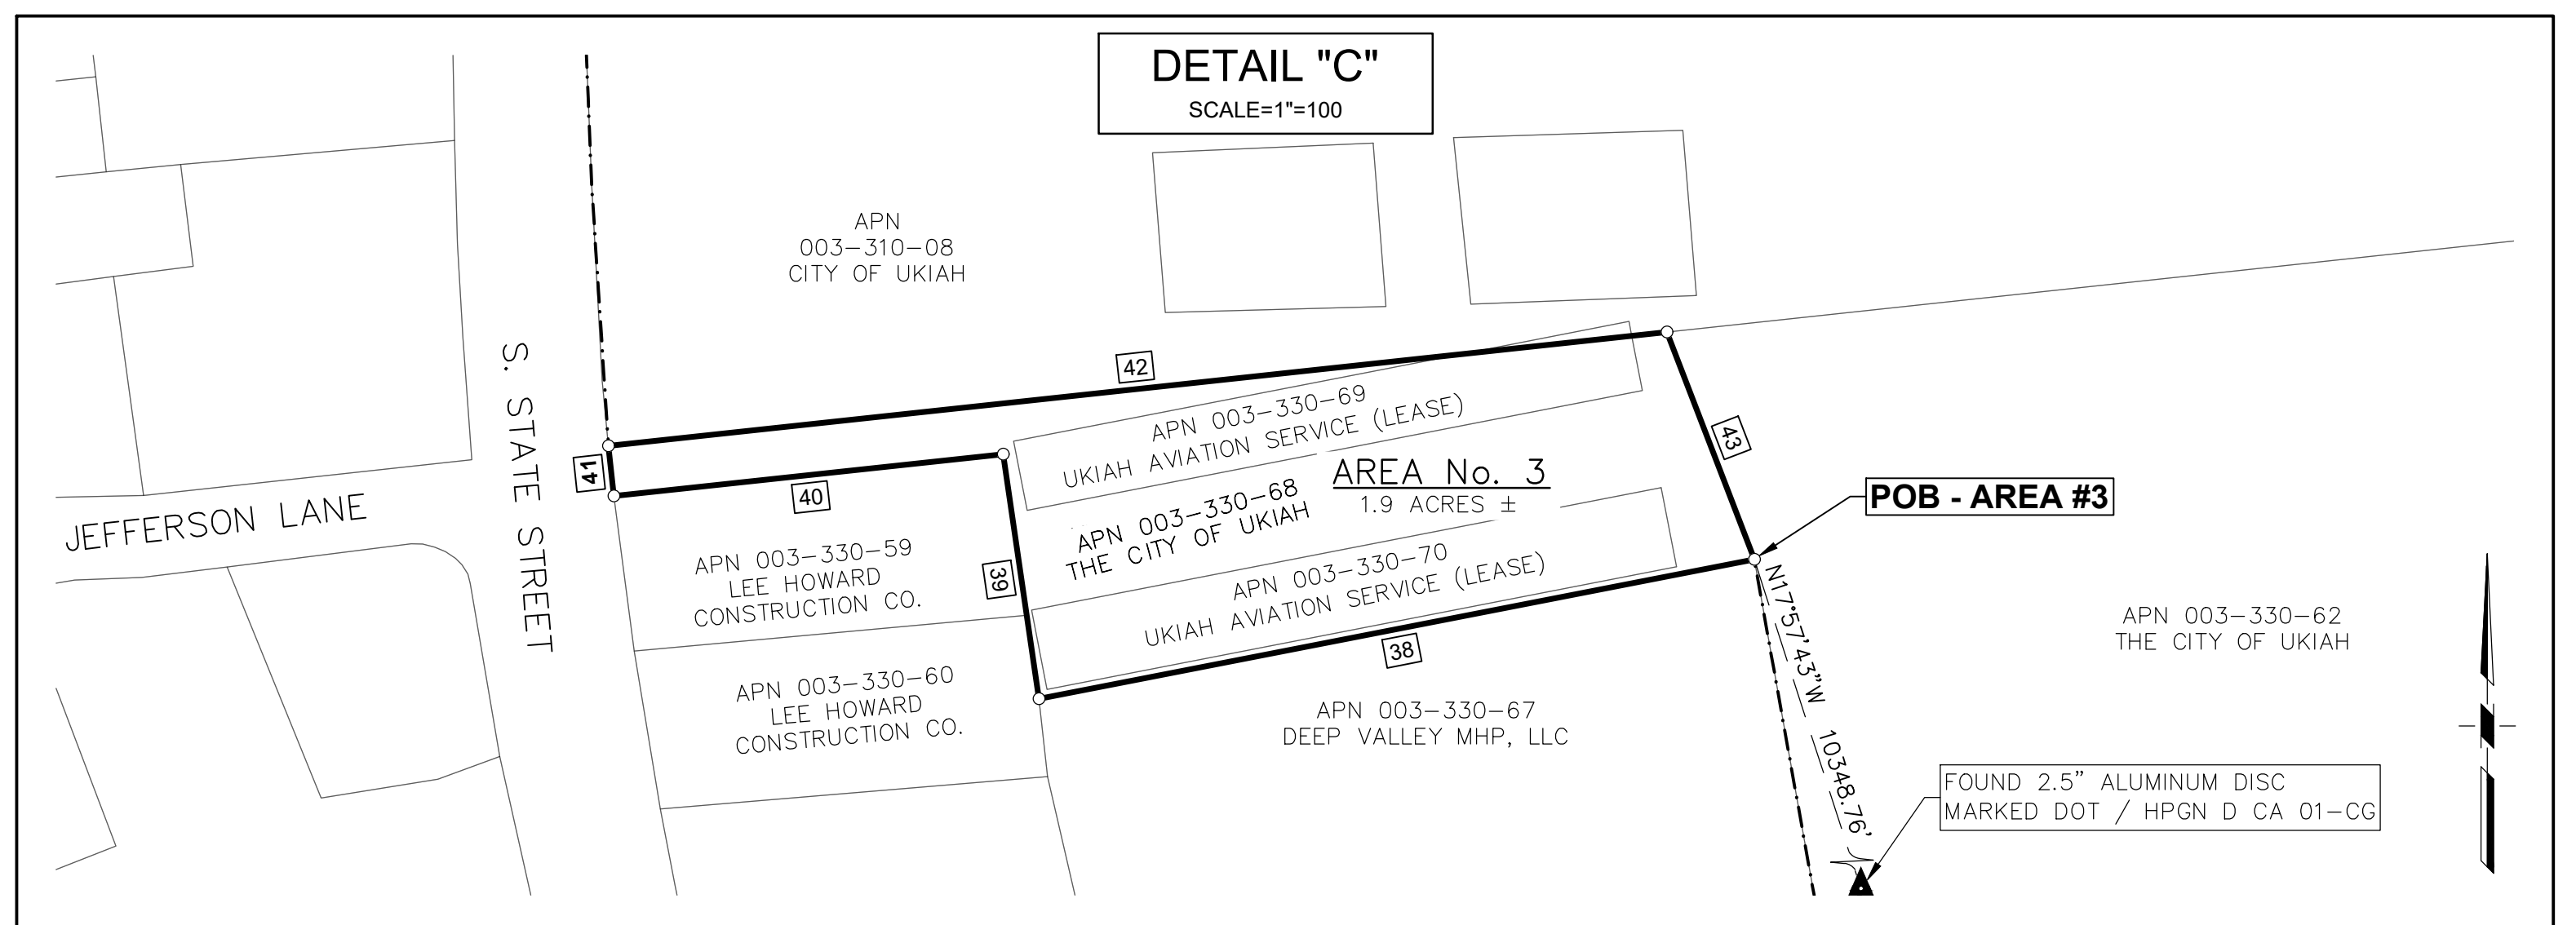 DETAIL "C"
SCALE=1"=100
APN
003-310-08
CITY OF UKIAH
S. STATE STREET
JEFFERSON LANE
42
41
40
39
38
43
APN 003-330-69
UKIAH AVIATION SERVICE (LEASE)
AREA No. 3
1.9 ACRES ±
APN 003-330-68
THE CITY OF UKIAH
APN 003-330-70
UKIAH AVIATION SERVICE (LEASE)
POB - AREA #3
APN 003-330-59
LEE HOWARD
CONSTRUCTION CO.
APN 003-330-60
LEE HOWARD
CONSTRUCTION CO.
APN 003-330-67
DEEP VALLEY MHP, LLC
N17°57'43"W 10348.76'
APN 003-330-62
THE CITY OF UKIAH
FOUND 2.5" ALUMINUM DISC
MARKED DOT / HPGN D CA 01-CG